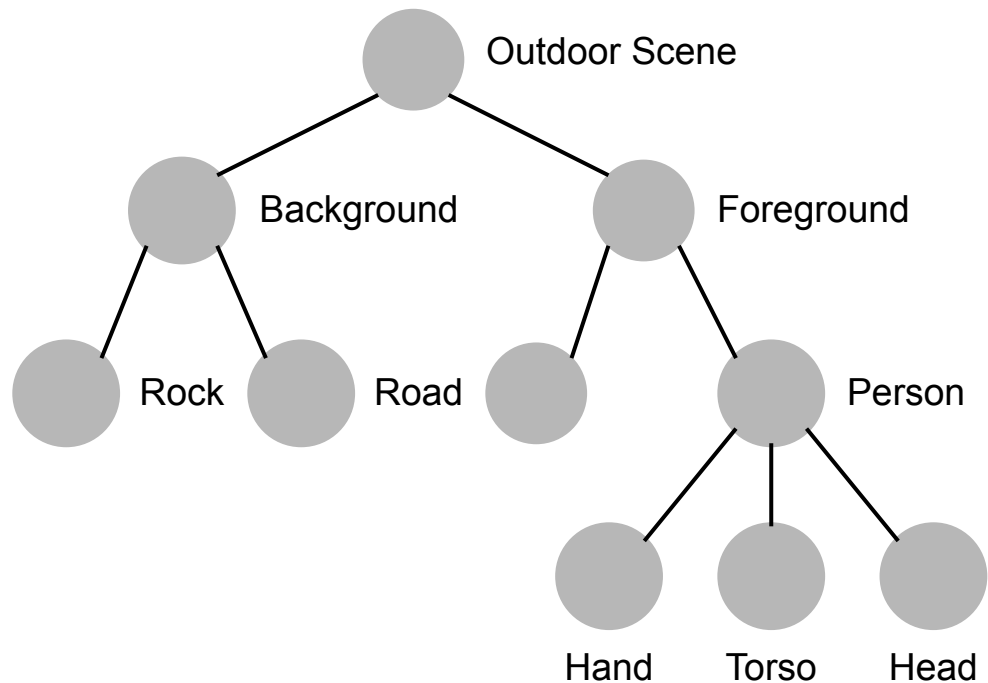 Outdoor Scene
Background
Foreground
Rock
Road
Person
Hand
Torso
Head